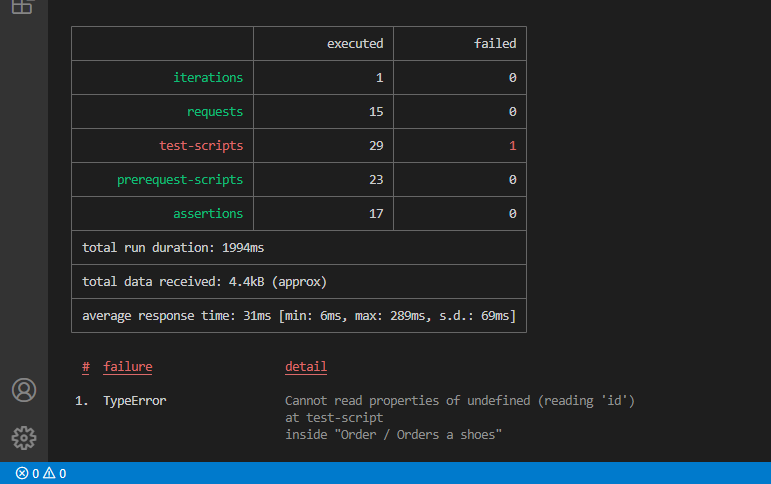 executed failed
iterations 1 0
requests 15 0
test-scripts 29 1
prerequest-scripts 23 0
assertions 17 0
total run duration: 1994ms
total data received: 4.4kB (approx)
average response time: 31ms [min: 6ms, max: 289ms, s.d.: 69ms]
# failure detail
1. TypeError Cannot read properties of undefined (reading 'id')
at test-script
inside "Order / Orders a shoes"
0 0